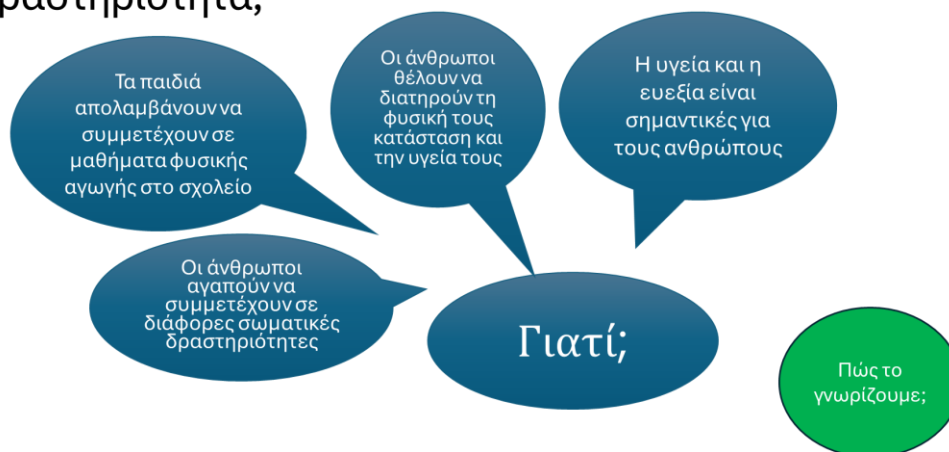 ραστηριότητα;
Τα παιδιά
απολαμβάνουν να
συμμετέχουν σε
μαθήματα φυσικής
αγωγής στο σχολείο
Οι άνθρωποι
θέλουν να
διατηρούν τη
φυσική τους
κατάσταση και
την υγεία τους
Η υγεία και η
ευεξία είναι
σημαντικές για
τους ανθρώπους
Οι άνθρωποι
αγαπούν να
συμμετέχουν σε
διάφορες σωματικές
δραστηριότητες
Γιατί;
Πώς το
γνωρίζουμε;